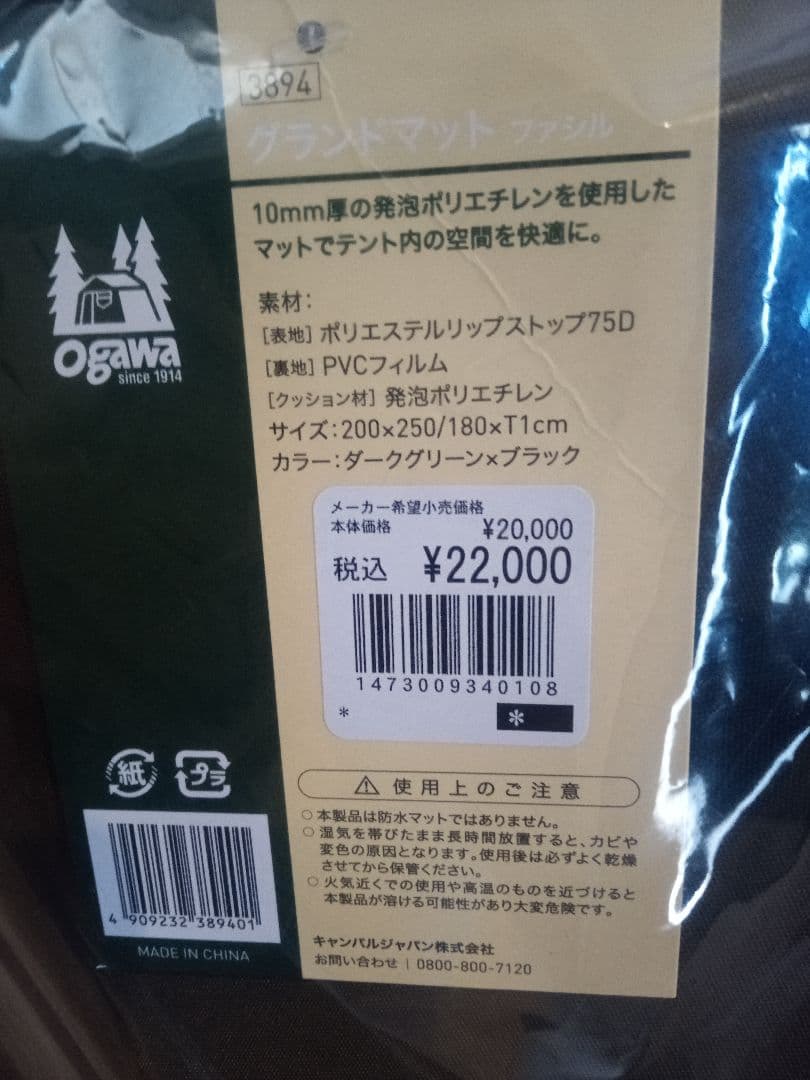 3894
グランドマット ファシル
10mm厚の発泡ポリエチレンを使用した
マットでテント内の空間を快適に。
ogawa
since 1914
素材:
[表地] ポリエステルリップストップ75D
[裏地] PVCフィルム
[クッション材] 発泡ポリエチレン
サイズ:200×250/180×T1cm
カラー:ダークグリーン×ブラック
メーカー希望小売価格
本体価格 ¥20,000
税込 ¥22,000
1473009340108
* *
紙 プラ
⚠ 使用上のご注意
○本製品は防水マットではありません。
○湿気を帯びたまま長時間放置すると、カビや
変色の原因となります。使用後は必ずよく乾燥
させてから保管ください。
○火気近くでの使用や高温のものを近づけると
本製品が溶ける可能性があり大変危険です。
4 909232 389401
MADE IN CHINA
キャンパルジャパン株式会社
お問い合わせ | 0800-800-7120